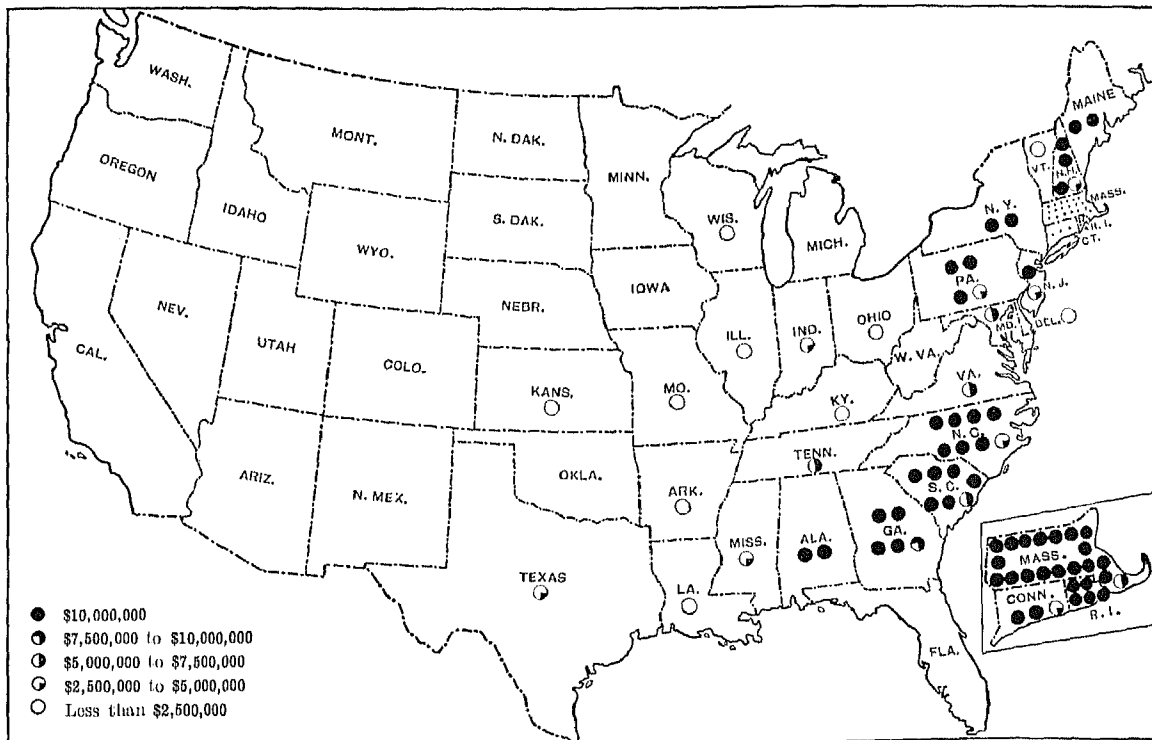 WASH.
MONT.
N. DAK.
MINN.
MAINE
OREGON
IDAHO
S. DAK.
WIS.
MICH.
VT.
N.H.
N. Y.
MASS.
R. I.
CT.
WYO.
NEV.
NEBR.
IOWA
PA.
N. J.
CAL.
UTAH
COLO.
ILL.
IND.
OHIO
MD.
DEL.
W. VA.
VA.
KANS.
MO.
KY.
N. C.
ARIZ.
N. MEX.
OKLA.
TENN.
ARK.
S. C.
TEXAS
MISS.
ALA.
GA.
LA.
FLA.
MASS.
CONN.
R. I.
$10,000,000
$7,500,000 to $10,000,000
$5,000,000 to $7,500,000
$2,500,000 to $5,000,000
Less than $2,500,000